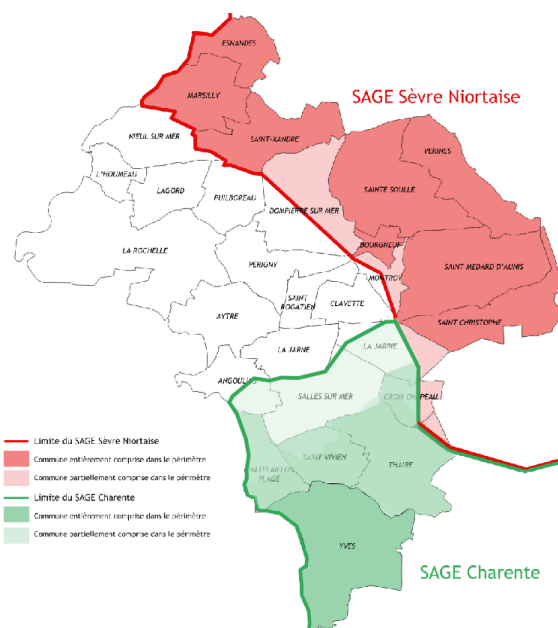 ESNANDES
MARSILLY
SAGE Sèvre Niortaise
NIEUL SUR MER
SAINT-XANDRE
VERINES
L'HOUMEAU
LAGORD
PUILBOREAU
SAINTE SOULLE
DOMPIERRE SUR MER
BOURGNEUF
LA ROCHELLE
PERIGNY
MONTROY
SAINT MEDARD D'AUNIS
SAINT
ROGATIEN
CLAVETTE
AYTRE
SAINT CHRISTOPHE
LA JARNE
LA JARRIE
ANGOULINS
SALLES SUR MER
CROIX CHAPEAU
Limite du SAGE Sèvre Niortaise
Commune entièrement comprise dans le périmètre
Commune partiellement comprise dans le périmètre
Limite du SAGE Charente
Commune entièrement comprise dans le périmètre
Commune partiellement comprise dans le périmètre
SAINT VIVIEN
THAIRE
CHATELAILLON
PLAGE
YVES
SAGE Charente